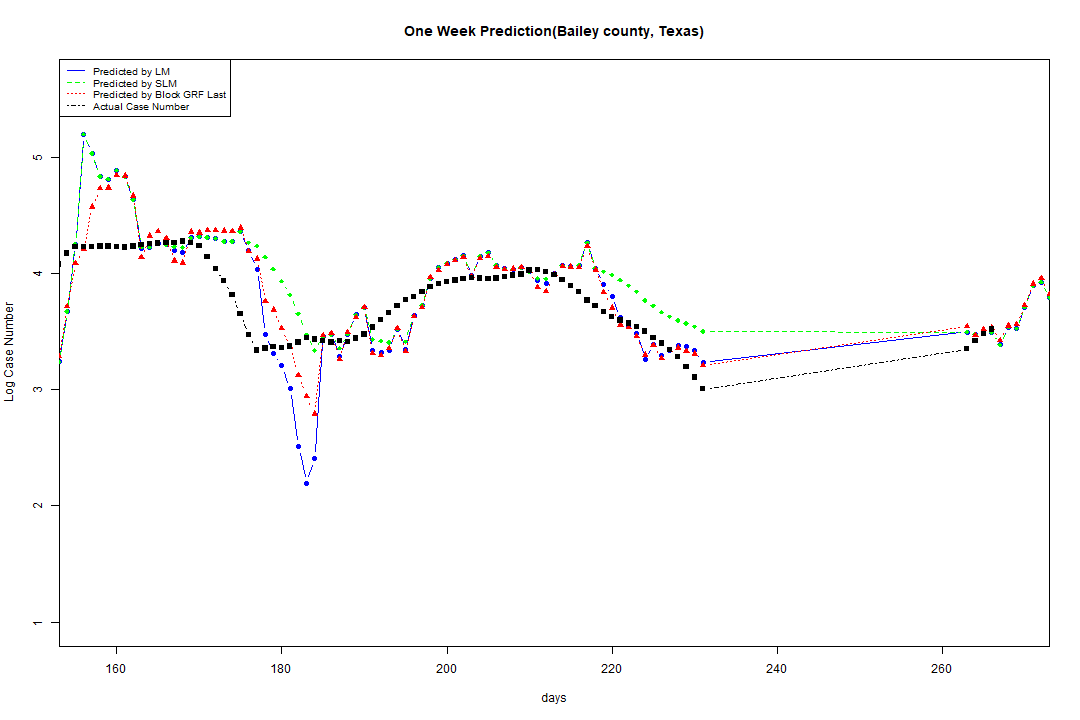 One Week Prediction(Bailey county, Texas)
Predicted by LM
Predicted by SLM
Predicted by Block GRF Last
Actual Case Number
5
4
3
2
1
Log Case Number
160 180 200 220 240 260
days